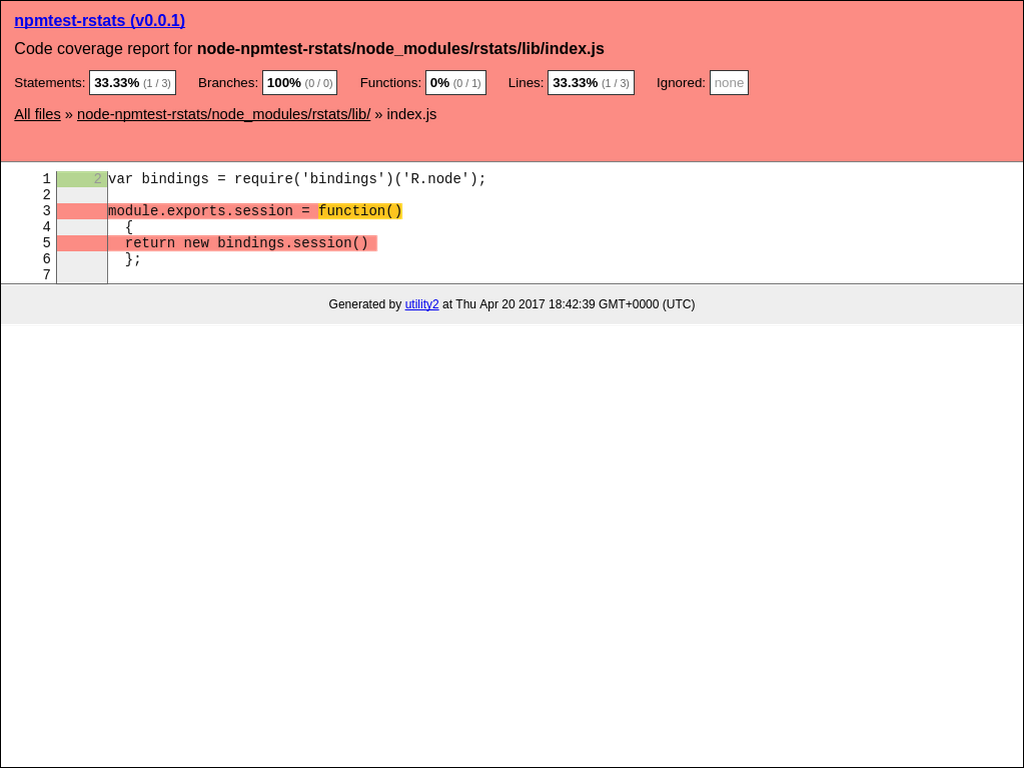 npmtest-rstats (v0.0.1)
Code coverage report for node-npmtest-rstats/node_modules/rstats/lib/index.js
Statements: 33.33% (1 / 3) Branches: 100% (0 / 0) Functions: 0% (0 / 1) Lines: 33.33% (1 / 3) Ignored: none
All files » node-npmtest-rstats/node_modules/rstats/lib/ » index.js
1 2 var bindings = require('bindings')('R.node');
2
3 module.exports.session = function()
4 {
5 return new bindings.session()
6 };
7
Generated by utility2 at Thu Apr 20 2017 18:42:39 GMT+0000 (UTC)